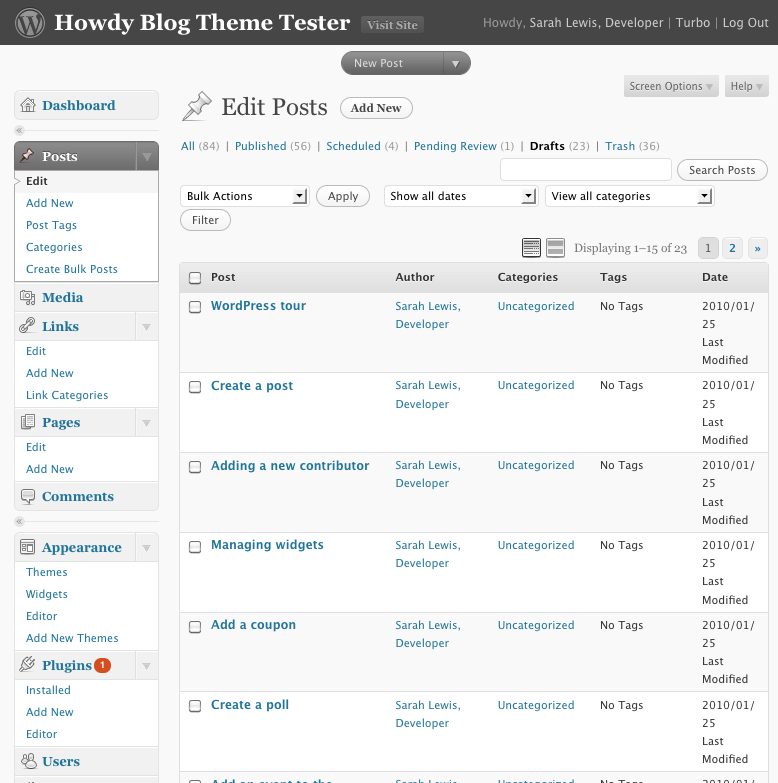 Howdy Blog Theme Tester Visit Site
Howdy, Sarah Lewis, Developer | Turbo | Log Out
New Post
Screen Options Help
Dashboard
Posts
Edit
Add New
Post Tags
Categories
Create Bulk Posts
Media
Links
Edit
Add New
Link Categories
Pages
Edit
Add New
Comments
Appearance
Themes
Widgets
Editor
Add New Themes
Plugins 1
Installed
Add New
Editor
Users
Edit Posts Add New
All (84) | Published (56) | Scheduled (4) | Pending Review (1) | Drafts (23) | Trash (36)
Search Posts
Bulk Actions Apply Show all dates View all categories
Filter
Displaying 1–15 of 23 1 2 »
Post Author Categories Tags Date
WordPress tour Sarah Lewis, Uncategorized No Tags 2010/01/
Developer 25
Last
Modified
Create a post Sarah Lewis, Uncategorized No Tags 2010/01/
Developer 25
Last
Modified
Adding a new contributor Sarah Lewis, Uncategorized No Tags 2010/01/
Developer 25
Last
Modified
Managing widgets Sarah Lewis, Uncategorized No Tags 2010/01/
Developer 25
Last
Modified
Add a coupon Sarah Lewis, Uncategorized No Tags 2010/01/
Developer 25
Last
Modified
Create a poll Sarah Lewis, Uncategorized No Tags 2010/01/
Developer 25
Last
Modified